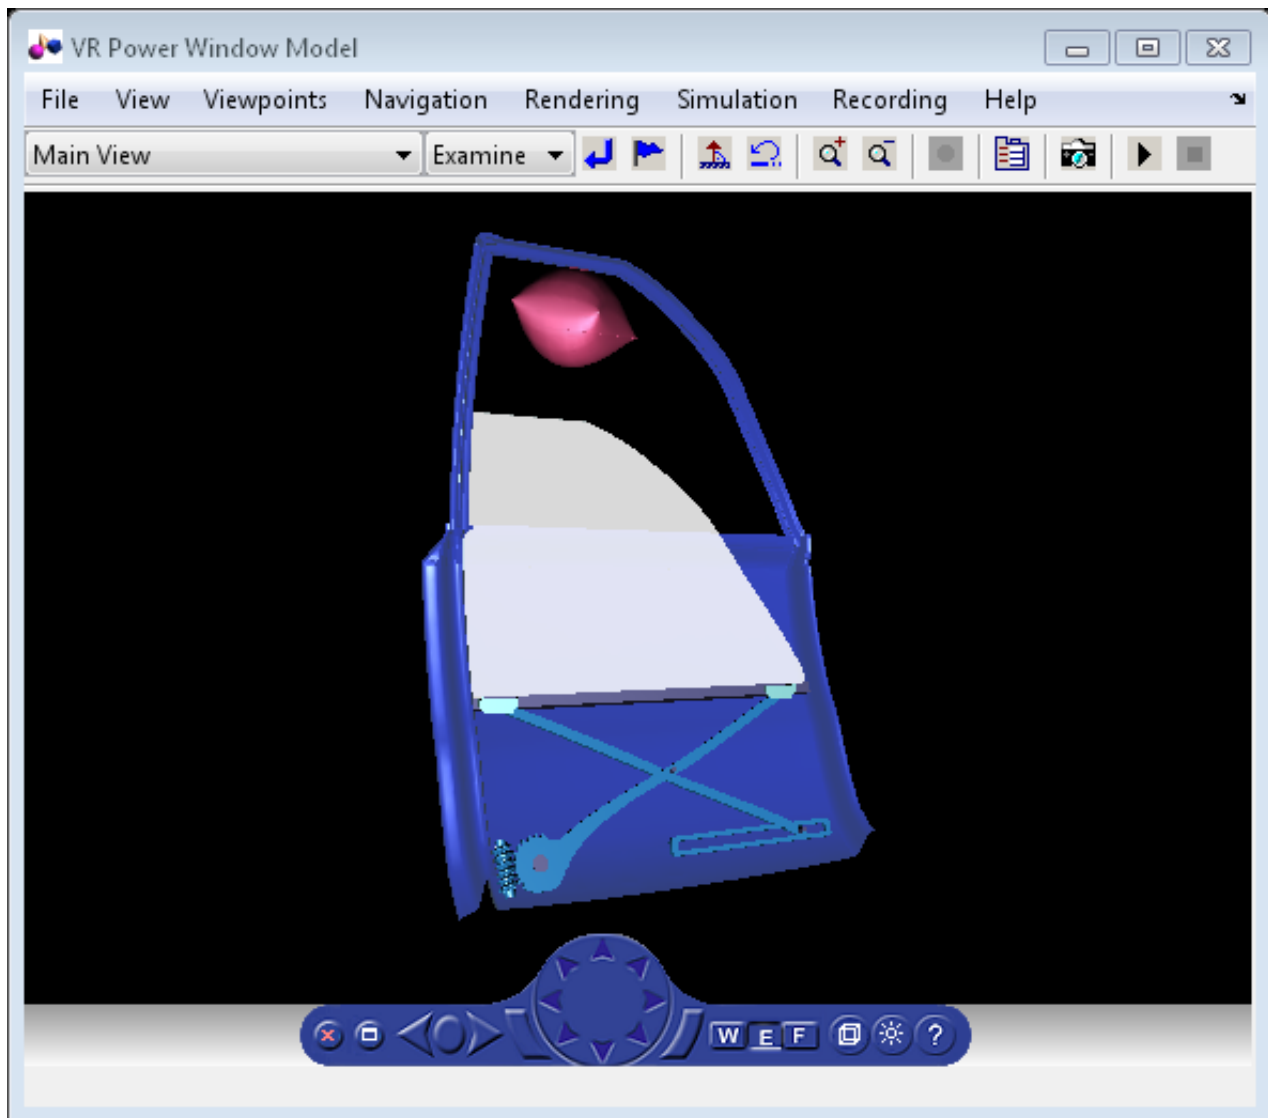 VR Power Window Model
File View Viewpoints Navigation Rendering Simulation Recording Help
Main View Examine
W E F ?